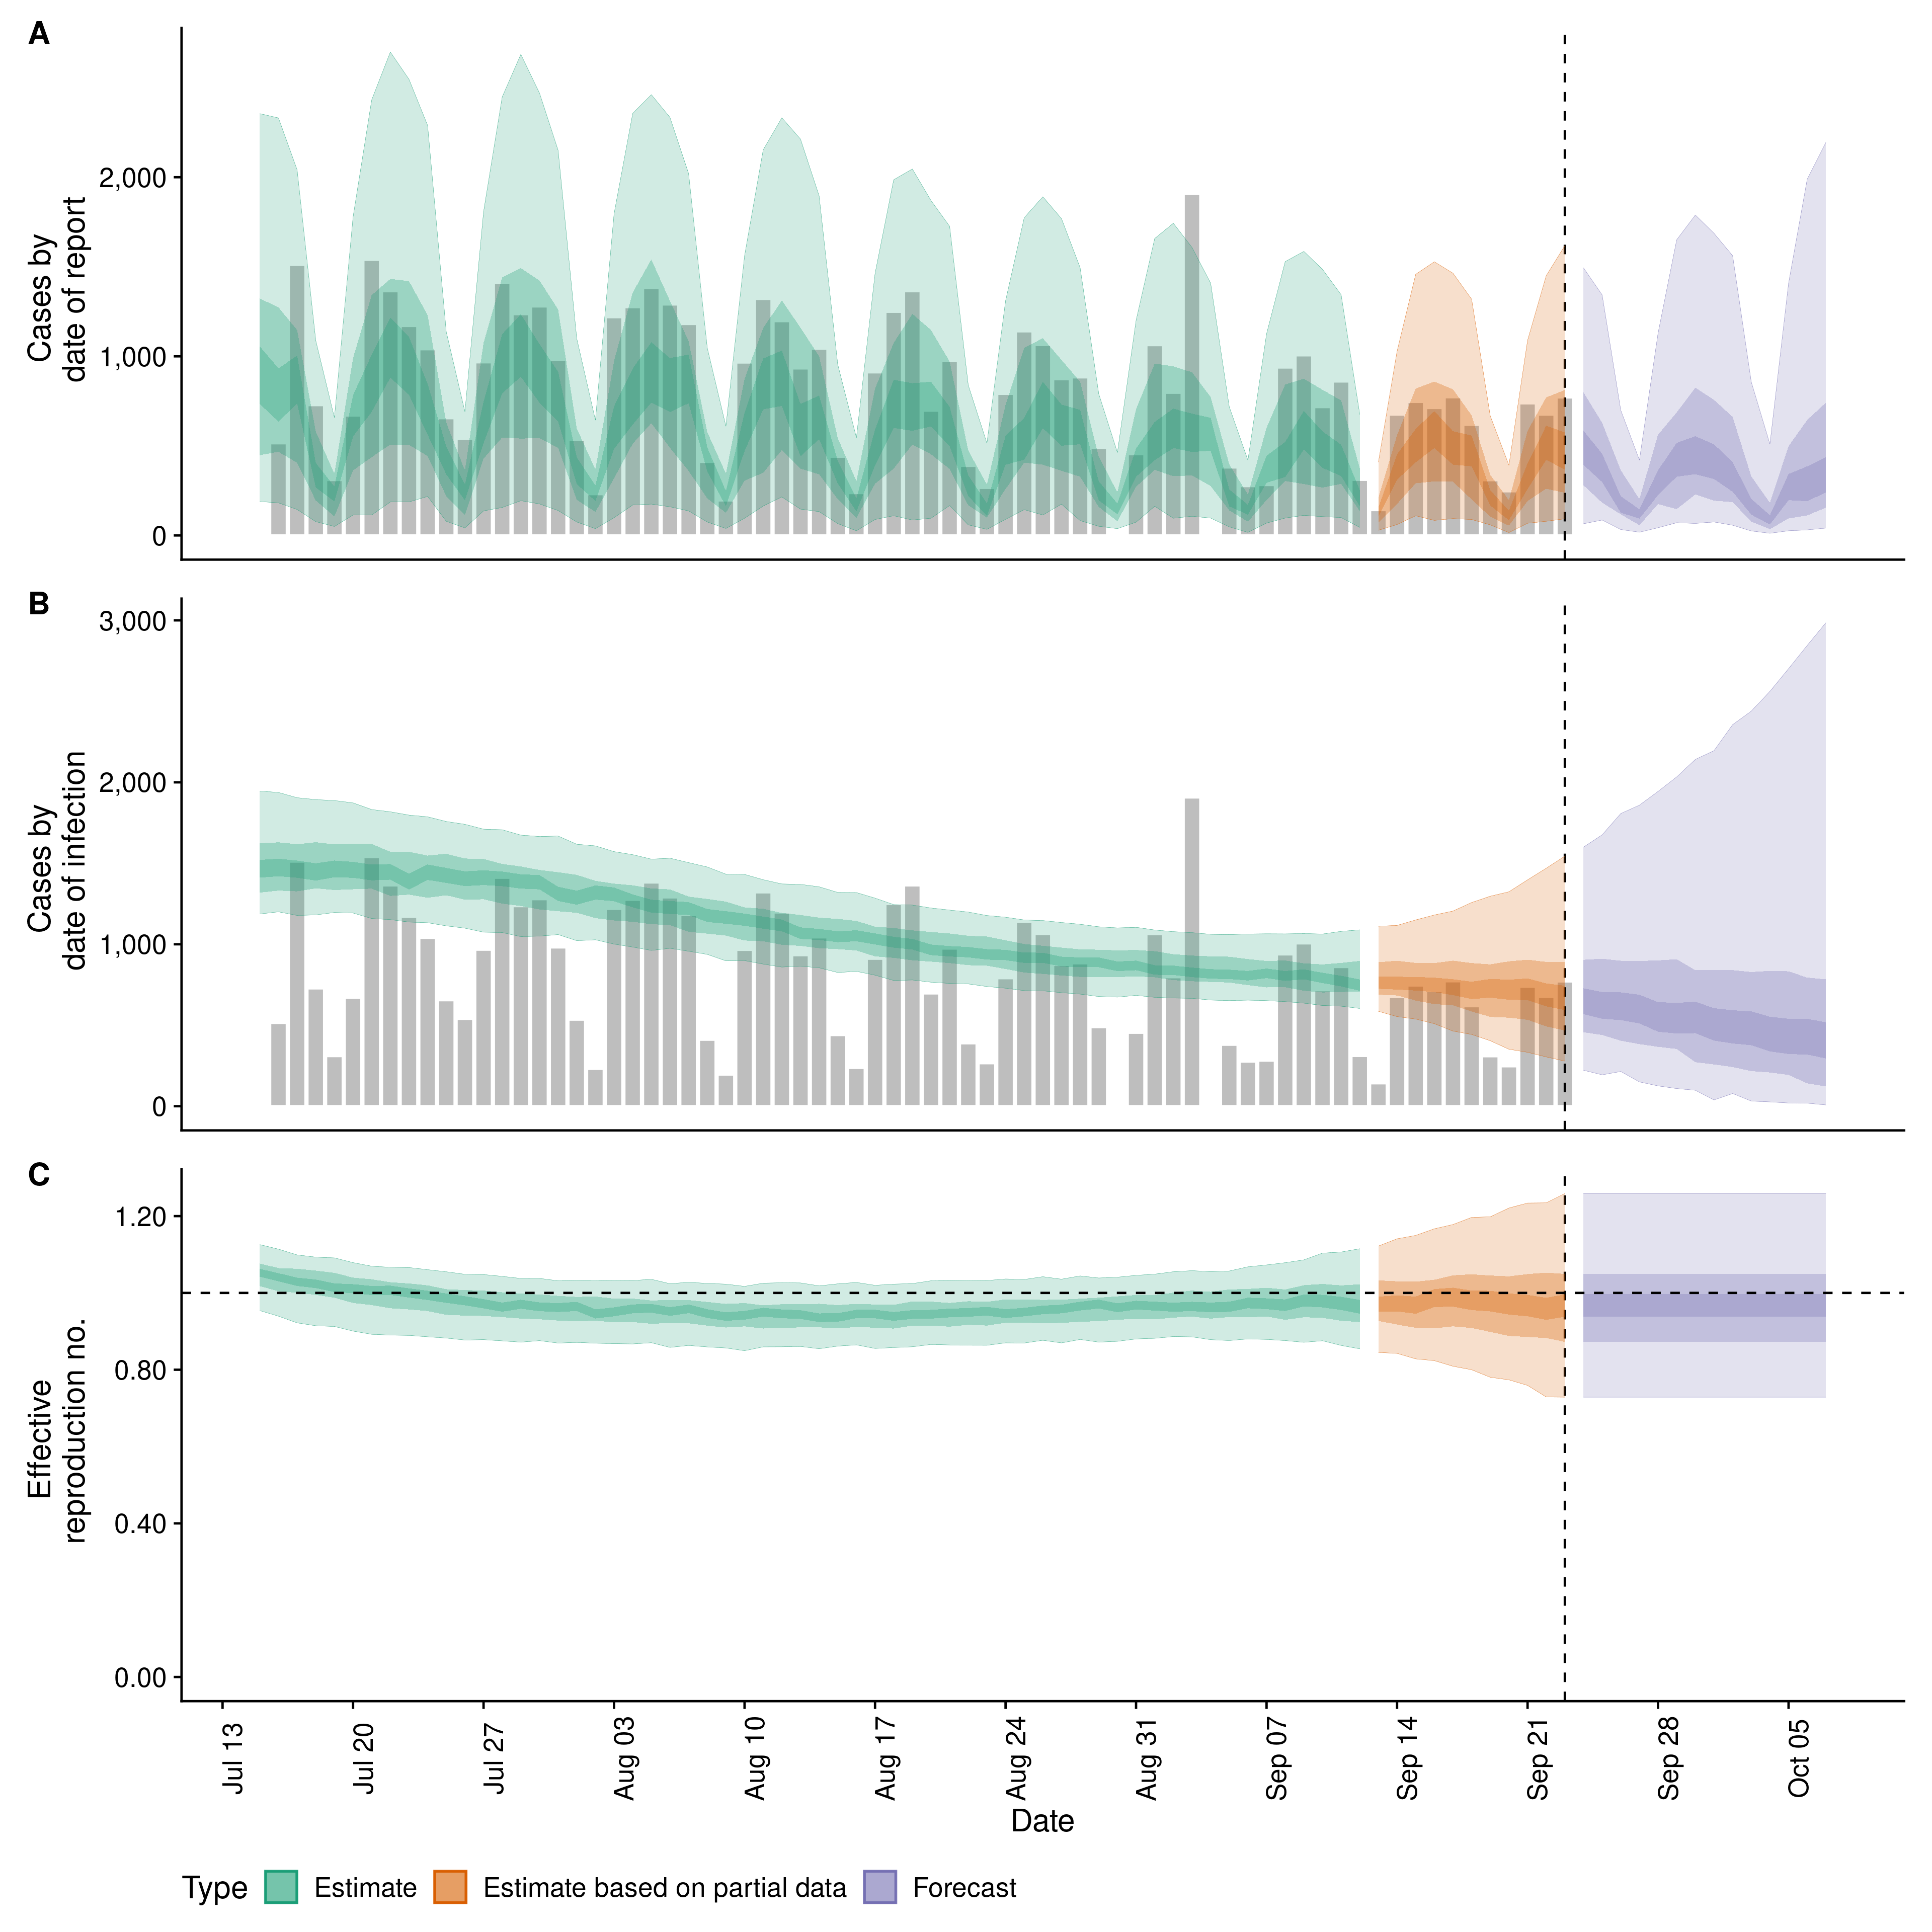 A
Cases by
date of report
2,000
1,000
0
B
Cases by
date of infection
3,000
2,000
1,000
0
C
Effective
reproduction no.
1.20
0.80
0.40
0.00
Jul 13
Jul 20
Jul 27
Aug 03
Aug 10
Aug 17
Aug 24
Aug 31
Sep 07
Sep 14
Sep 21
Sep 28
Oct 05
Date
Type Estimate Estimate based on partial data Forecast